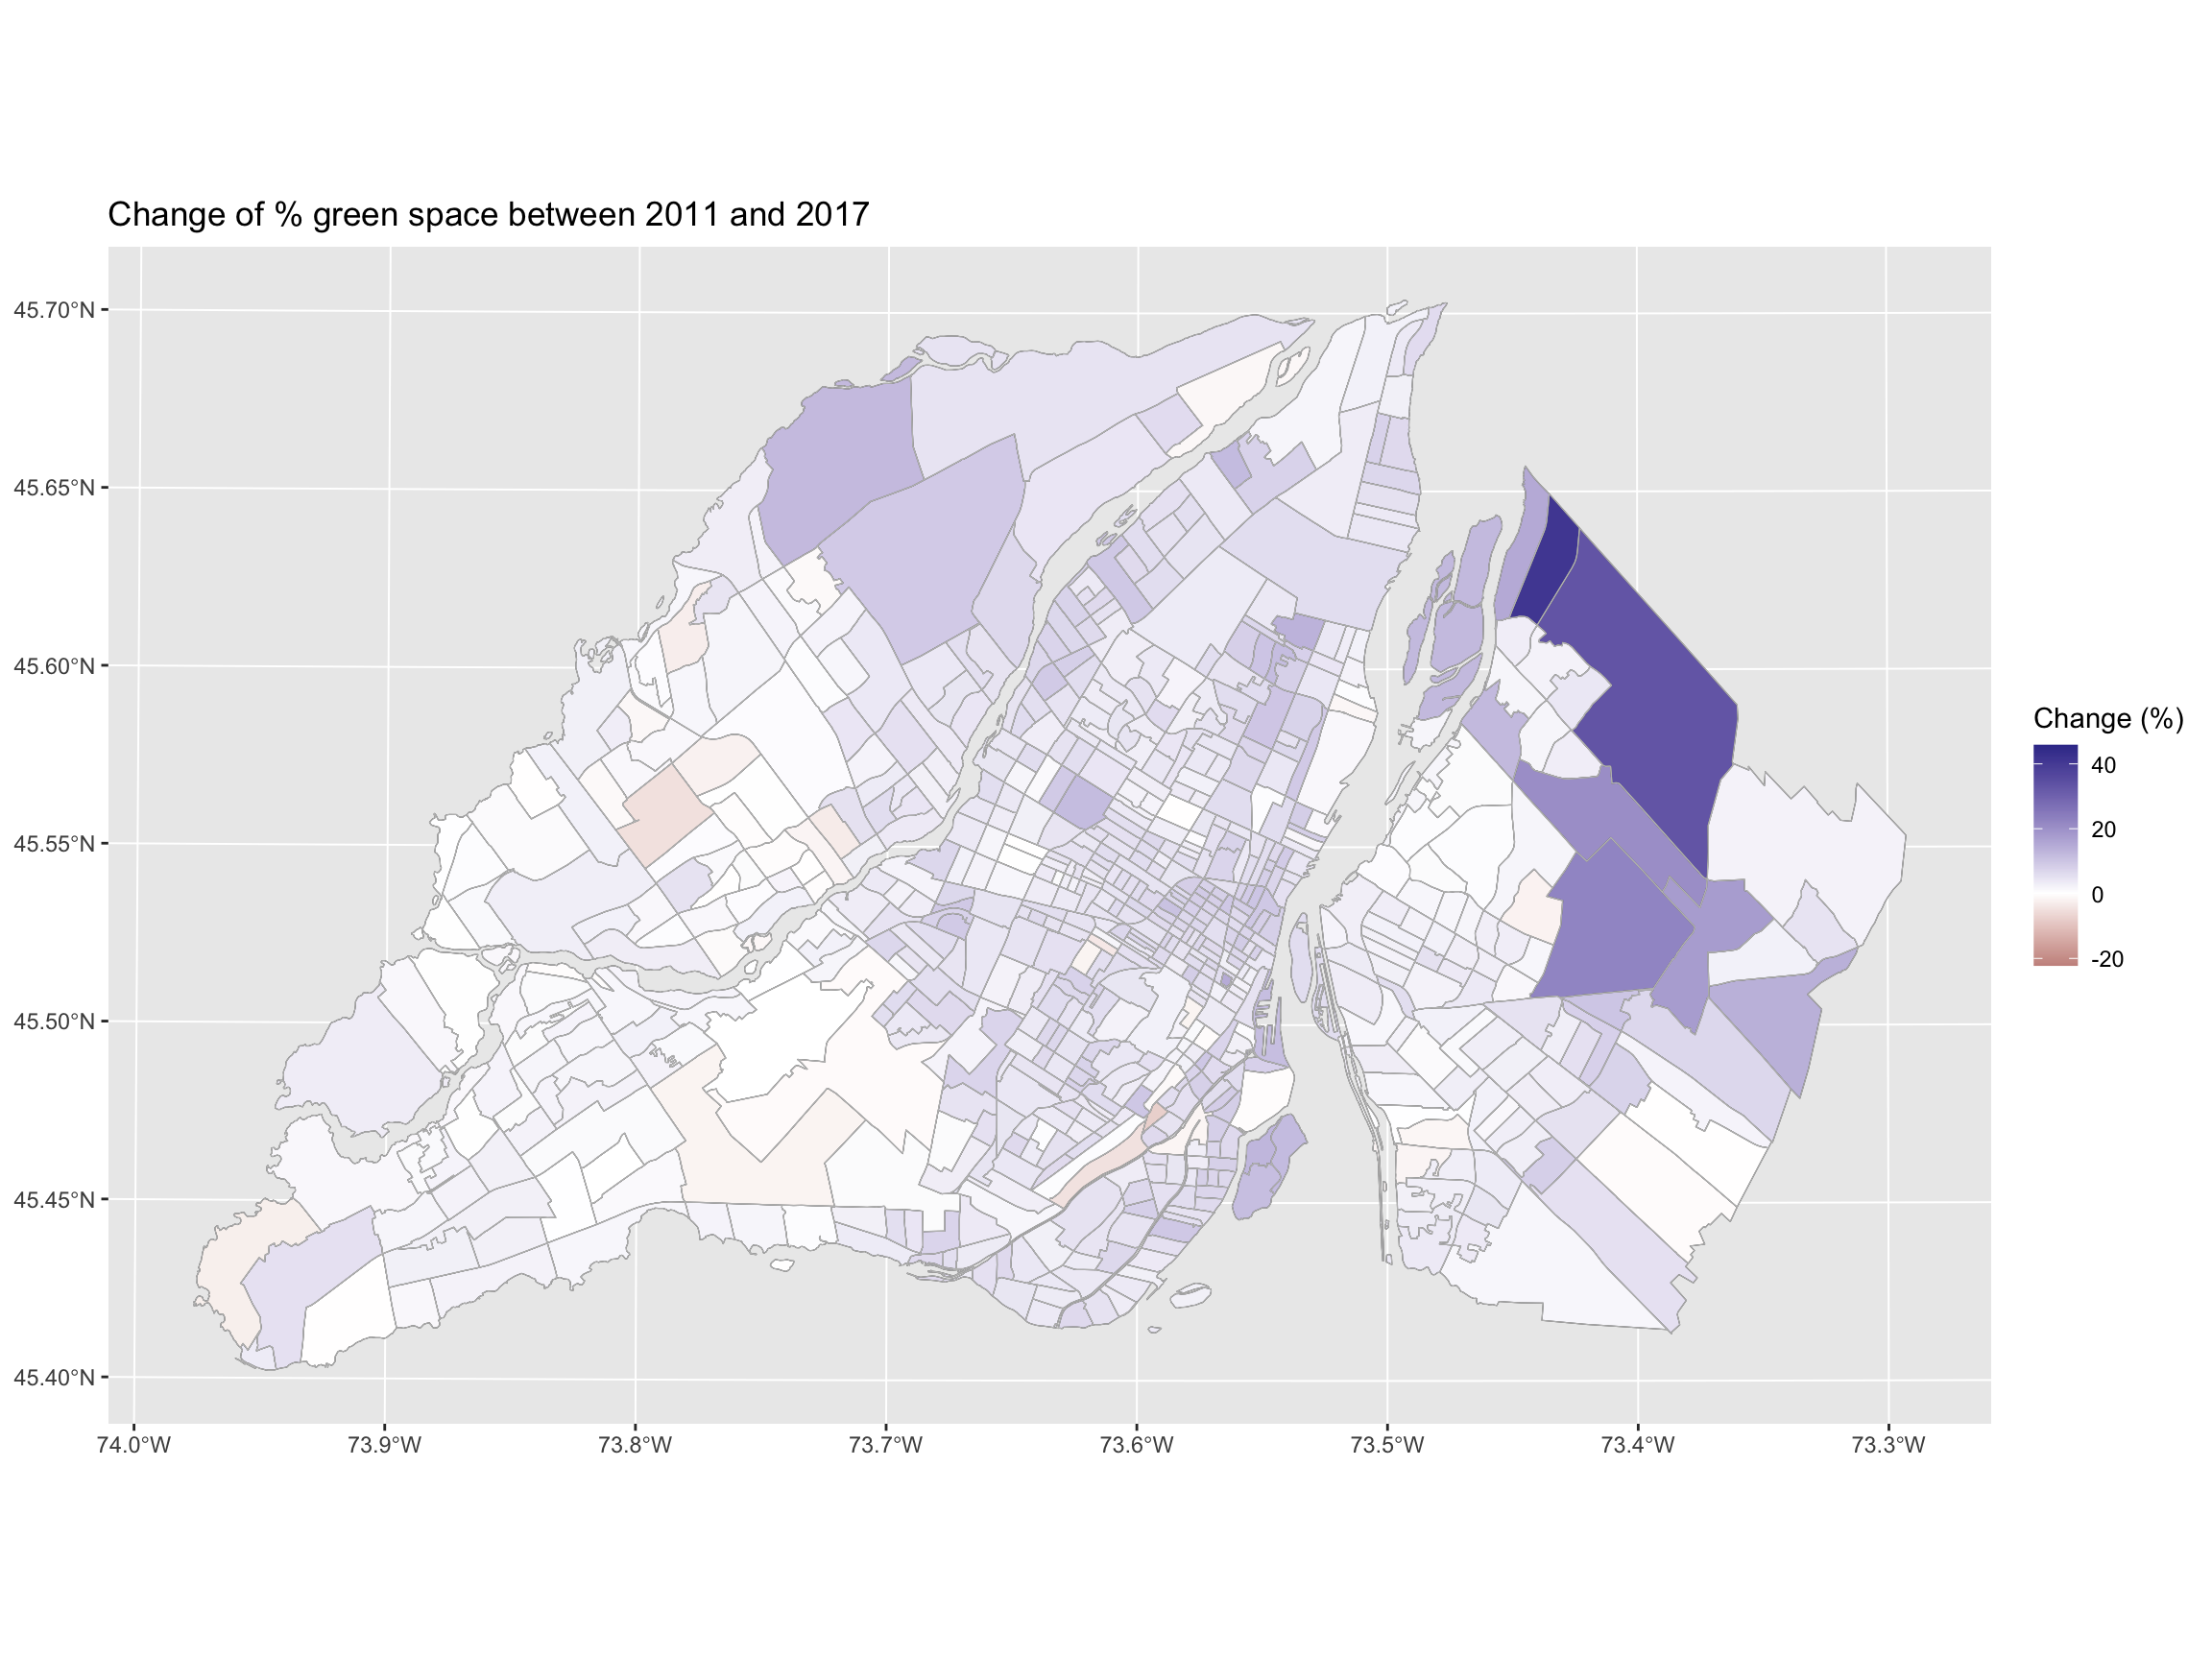 Change of % green space between 2011 and 2017
45.70°N
45.65°N
45.60°N
45.55°N
45.50°N
45.45°N
45.40°N
74.0°W 73.9°W 73.8°W 73.7°W 73.6°W 73.5°W 73.4°W 73.3°W
Change (%)
40
20
0
-20